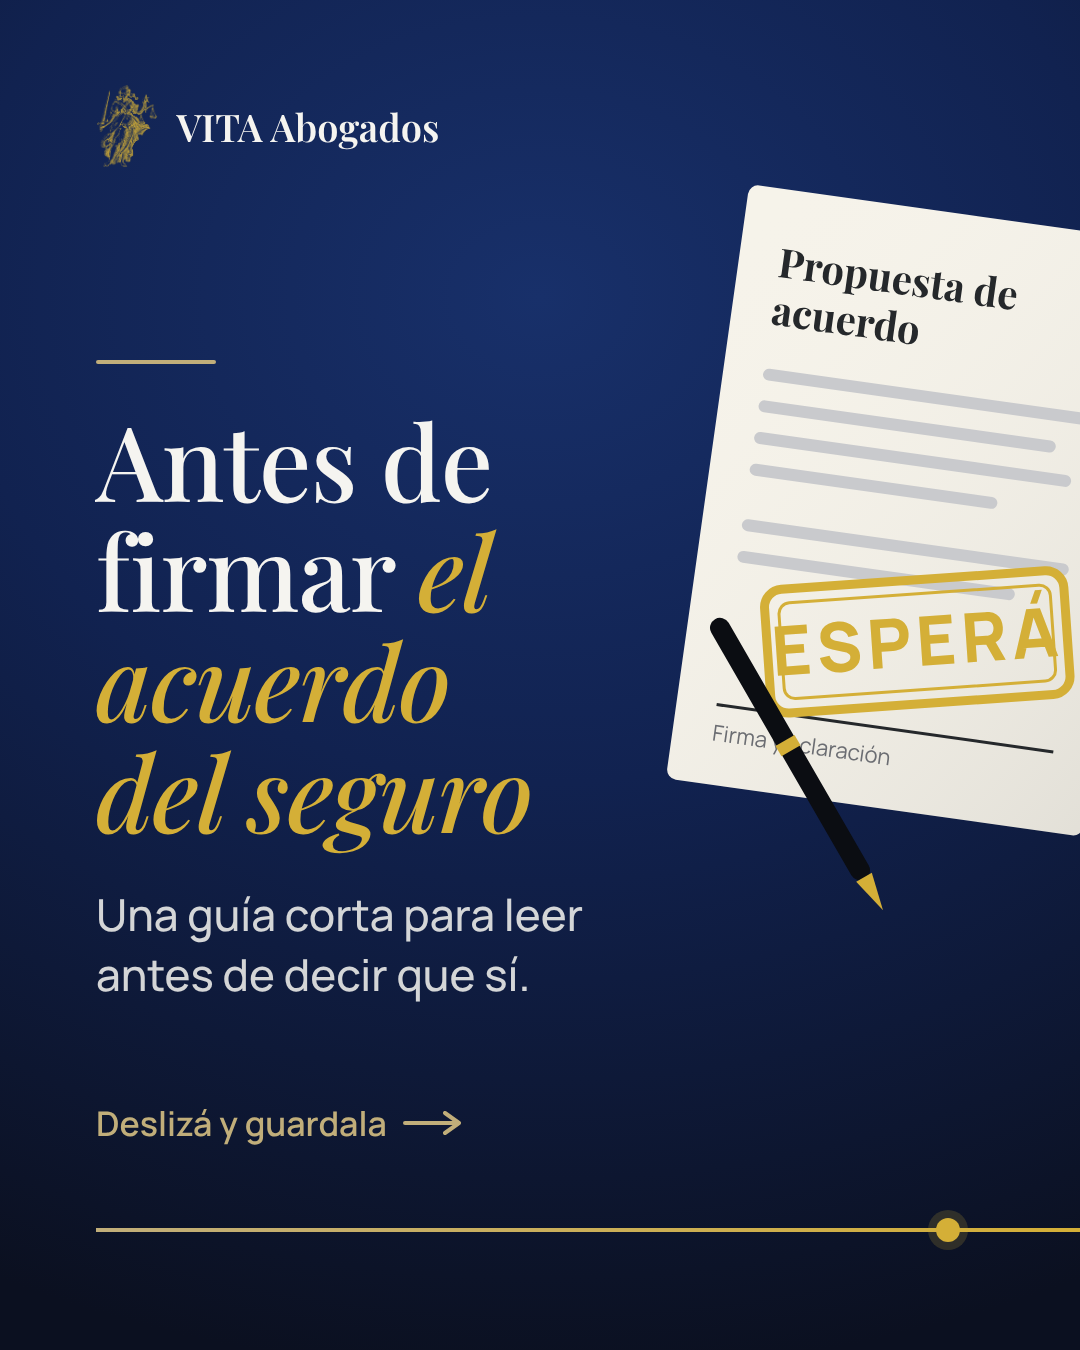 VITA Abogados
Propuesta de
acuerdo
ESPERÁ
Firma claración
Antes de
firmar el
acuerdo
del seguro
Una guía corta para leer
antes de decir que sí.
Deslizá y guardala